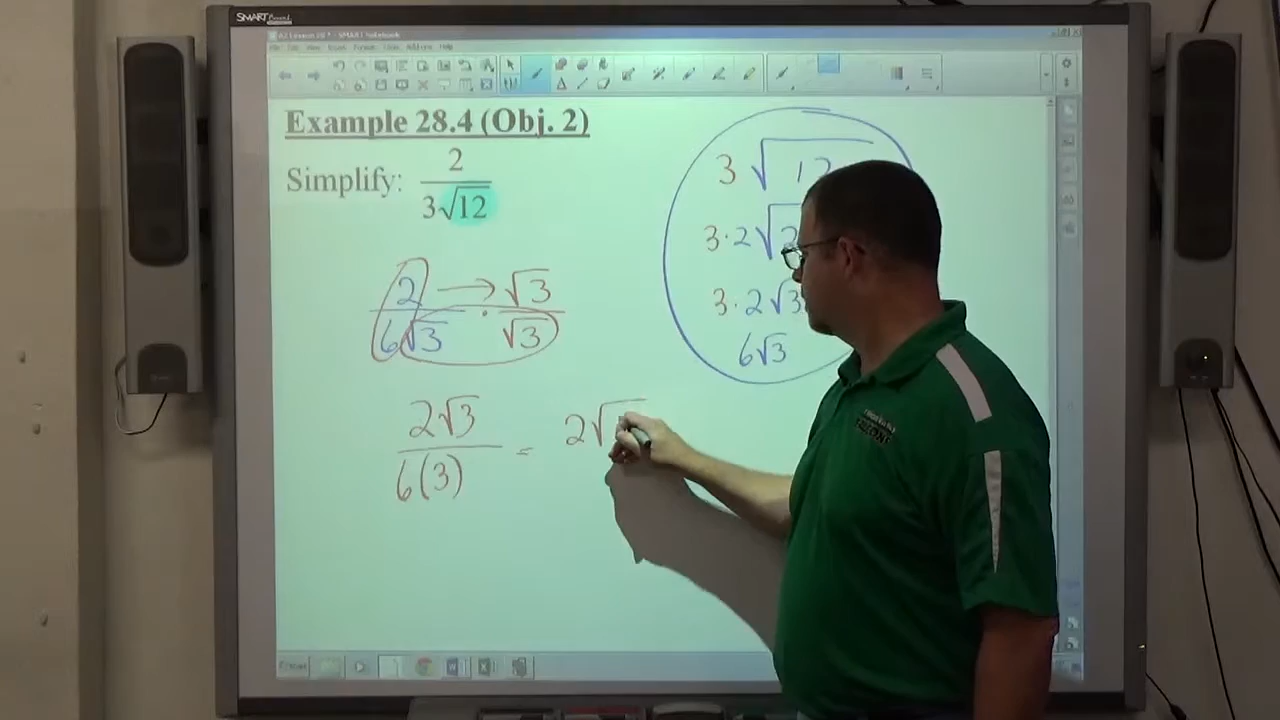 SMART Board
Example 28.4 (Obj. 2)
Simplify: 2
3√12
2 → √3
6√3 · √3
2√3
6(3)
= 2√
3 √12
3·2√
3·2√3
6√3